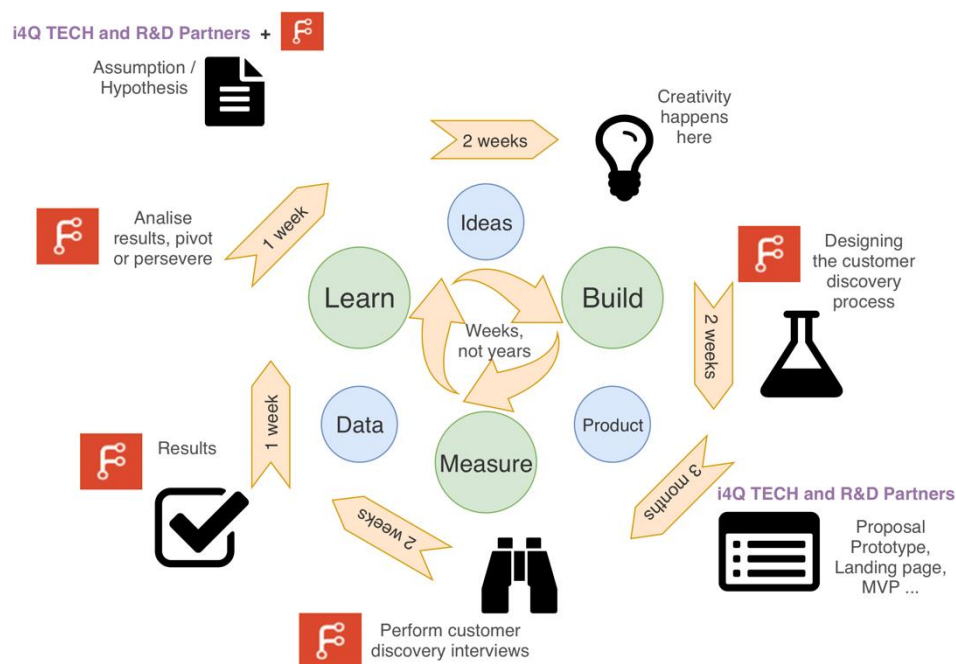 i4Q TECH and R&D Partners +
Assumption /
Hypothesis
2 weeks
Creativity
happens
here
Analise
results, pivot
or persevere
1 week
Ideas
Designing
the customer
discovery
process
Learn
Build
Weeks,
not years
2 weeks
Data
Product
Results
1 week
Measure
3 months
i4Q TECH and R&D Partners
Proposal
Prototype,
Landing page,
MVP ...
2 weeks
Perform customer
discovery interviews